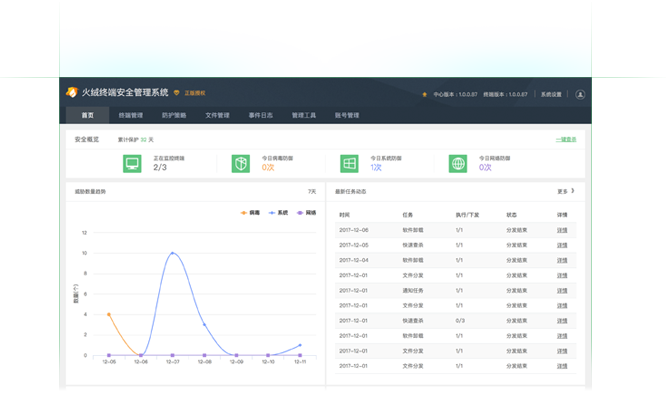 火绒终端安全管理系统 正版授权
中心版本：1.0.0.87 终端版本：1.0.0.87 系统设置
首页 终端管理 防护策略 文件管理 事件日志 管理工具 账号管理
安全概览 累计保护 30 天 一键查杀
正在监控终端 今日病毒防御 今日系统防御 今日网络防御
2/3 0次 1次 0次
威胁数量趋势 7天
病毒 系统 网络
数量(个)
12
10
8
6
4
2
0
12-05 12-06 12-07 12-08 12-09 12-10 12-11
最新任务动态 更多
时间 任务 执行/下发 状态 详情
2017-12-06 软件卸载 1/1 分发结束 详情
2017-12-05 快速查杀 1/1 分发结束 详情
2017-12-04 软件卸载 1/1 分发结束 详情
2017-12-01 文件分发 1/1 分发结束 详情
2017-12-01 通知任务 1/1 分发结束 详情
2017-12-01 文件分发 1/1 分发结束 详情
2017-12-01 快速查杀 0/3 分发结束 详情
2017-12-01 软件卸载 1/1 分发结束 详情
2017-12-01 文件分发 1/1 分发结束 详情
2017-12-01 文件分发 1/1 分发结束 详情